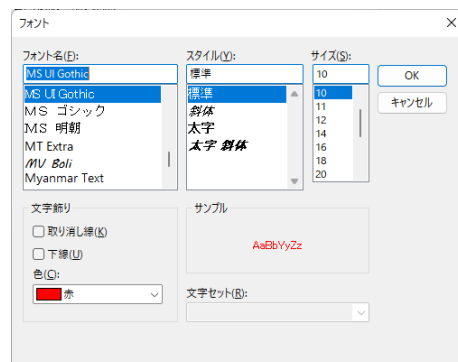 フォント
フォント名(F):
MS UI Gothic
MS UI Gothic
MS ゴシック
MS 明朝
MT Extra
MV Boli
Myanmar Text
スタイル(Y):
標準
標準
斜体
太字
太字 斜体
サイズ(S):
10
10
11
12
14
16
18
20
OK
キャンセル
文字飾り
取り消し線(K)
下線(U)
色(C):
赤
サンプル
AaBbYyZz
文字セット(R):